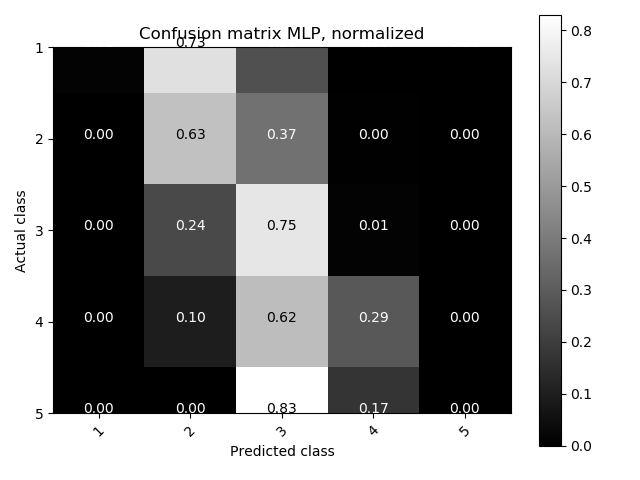 Confusion matrix MLP, normalized
0.73
1
2 0.00 0.63 0.37 0.00 0.00
3 0.00 0.24 0.75 0.01 0.00
4 0.00 0.10 0.62 0.29 0.00
5 0.00 0.00 0.83 0.17 0.00
1 2 3 4 5
Predicted class
Actual class
0.8
0.7
0.6
0.5
0.4
0.3
0.2
0.1
0.0